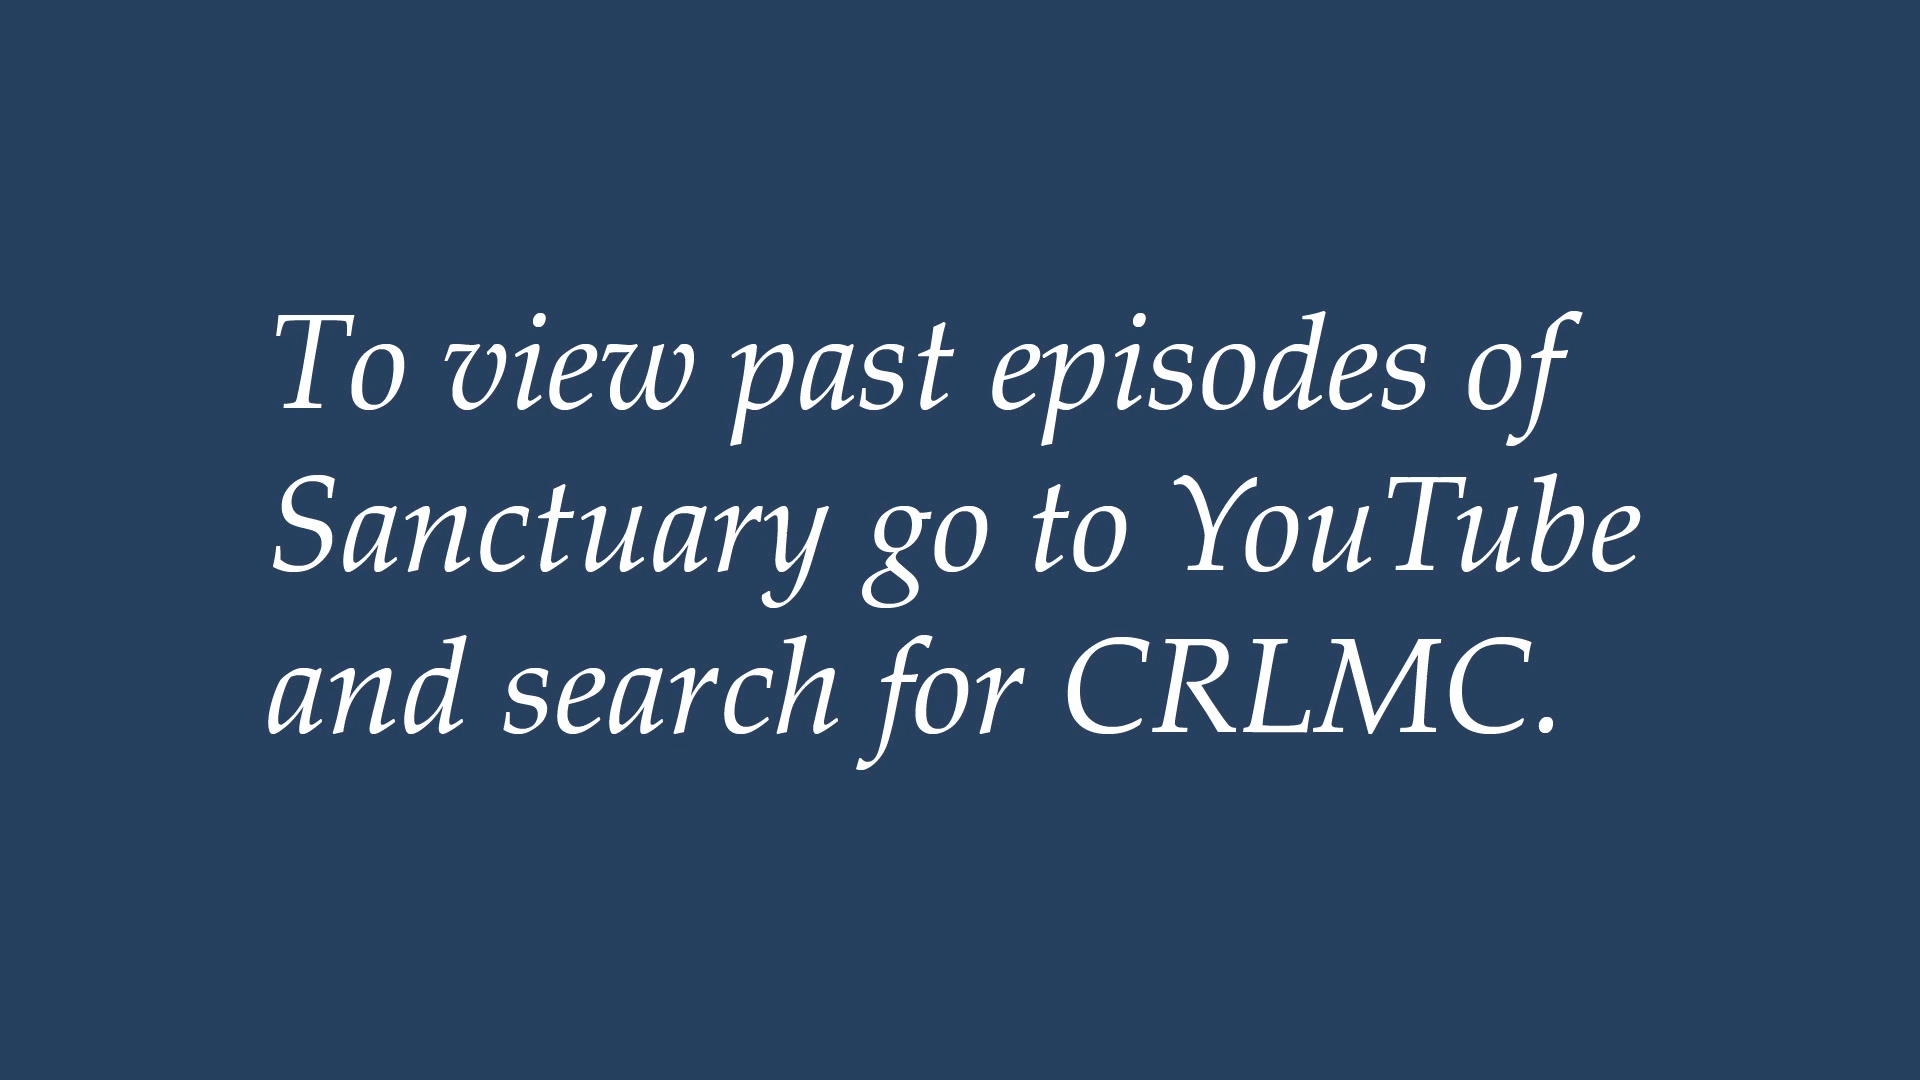 To view past episodes of
Sanctuary go to YouTube
and search for CRLMC.